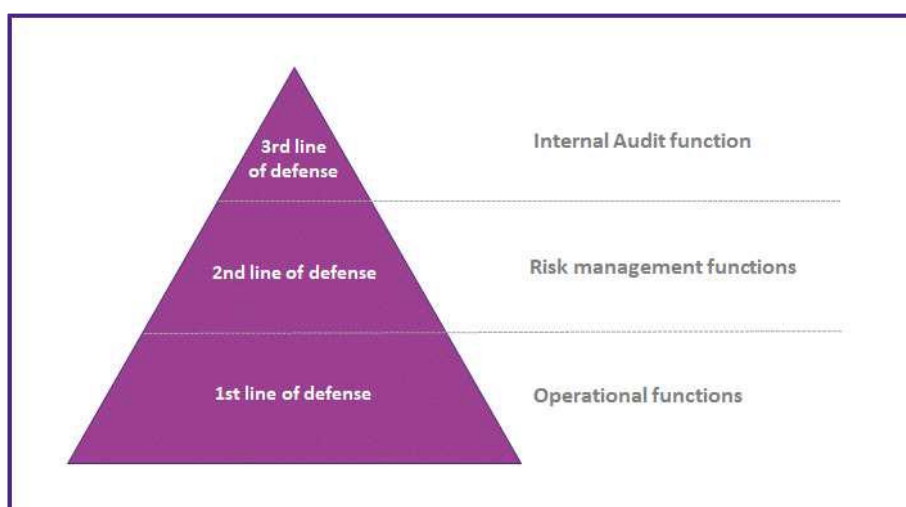 3rd line
of defense
Internal Audit function
2nd line of defense
Risk management functions
1st line of defense
Operational functions